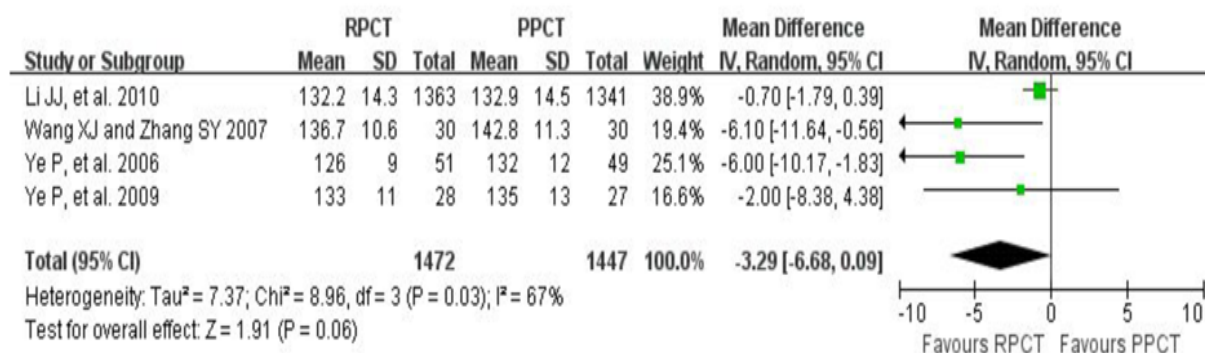 RPCT PPCT Mean Difference Mean Difference
Study or Subgroup Mean SD Total Mean SD Total Weight IV, Random, 95% CI IV, Random, 95% CI
Li JJ, et al. 2010 132.2 14.3 1363 132.9 14.5 1341 38.9% -0.70 [-1.79, 0.39]
Wang XJ and Zhang SY 2007 136.7 10.6 30 142.8 11.3 30 19.4% -6.10 [-11.64, -0.56]
Ye P, et al. 2006 126 9 51 132 12 49 25.1% -6.00 [-10.17, -1.83]
Ye P, et al. 2009 133 11 28 135 13 27 16.6% -2.00 [-8.38, 4.38]
Total (95% CI) 1472 1447 100.0% -3.29 [-6.68, 0.09]
Heterogeneity: Tau² = 7.37; Chi² = 8.96, df = 3 (P = 0.03); I² = 67%
Test for overall effect: Z = 1.91 (P = 0.06)
-10 -5 0 5 10
Favours RPCT Favours PPCT